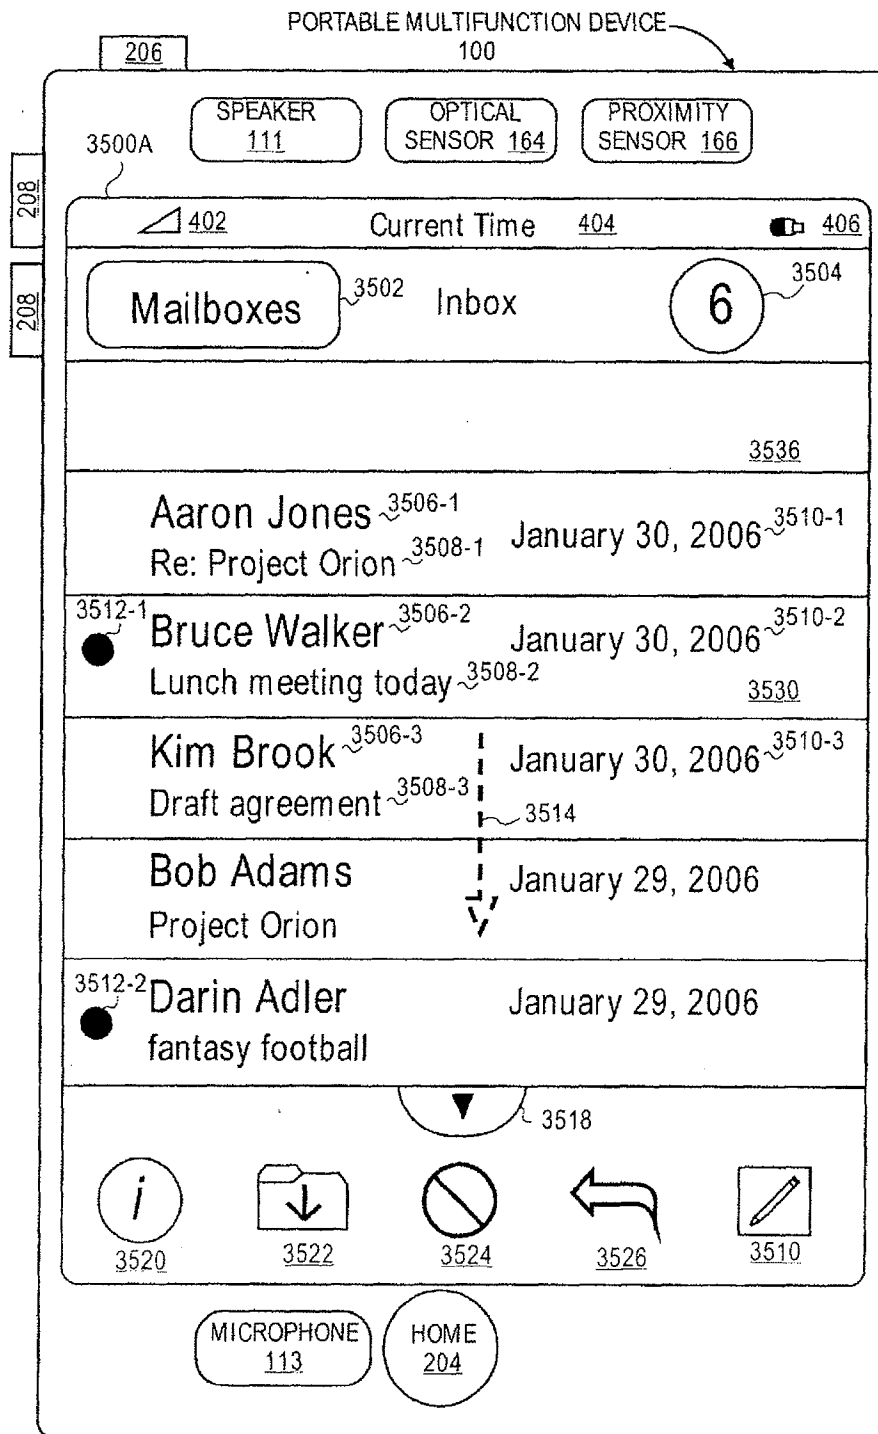 PORTABLE MULTIFUNCTION DEVICE
100
206
SPEAKER
111
OPTICAL
SENSOR 164
PROXIMITY
SENSOR 166
3500A
208
208
402
Current Time
404
406
Mailboxes
3502
Inbox
6
3504
3536
Aaron Jones
3506-1
Re: Project Orion
3508-1
January 30, 2006
3510-1
3512-1
Bruce Walker
3506-2
Lunch meeting today
3508-2
January 30, 2006
3510-2
3530
Kim Brook
3506-3
Draft agreement
3508-3
January 30, 2006
3510-3
3514
Bob Adams
Project Orion
January 29, 2006
3512-2
Darin Adler
fantasy football
January 29, 2006
3518
i
3520
3522
3524
3526
3510
MICROPHONE
113
HOME
204